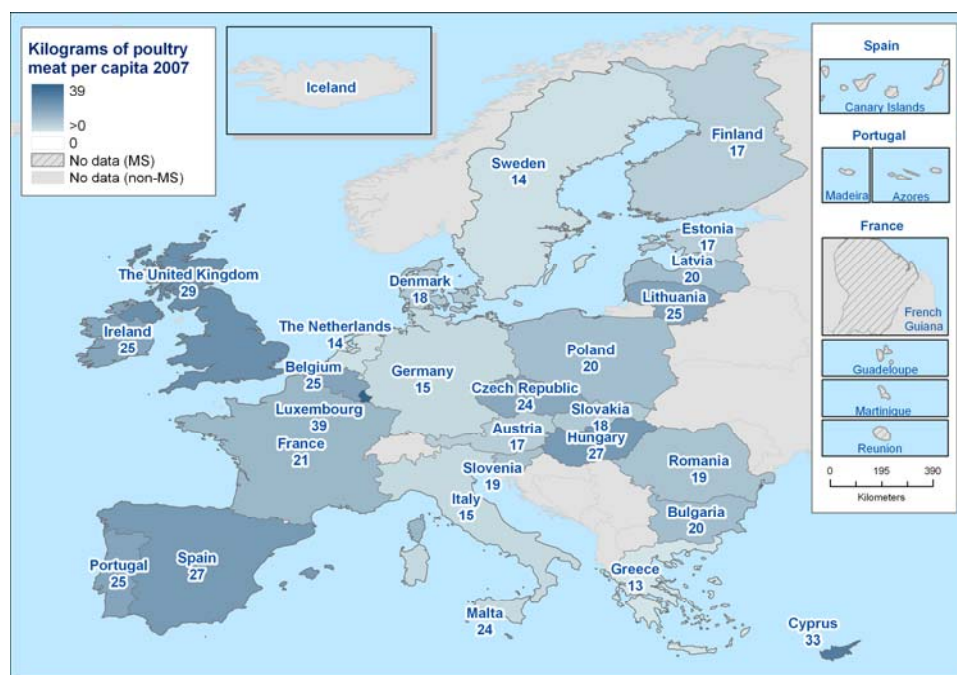 Kilograms of poultry
meat per capita 2007
39
>0
0
No data (MS)
No data (non-MS)
Iceland
Finland
17
Sweden
14
Estonia
17
Latvia
20
Lithuania
25
Denmark
18
The United Kingdom
29
Ireland
25
The Netherlands
14
Belgium
25
Luxembourg
39
Germany
15
Poland
20
Czech Republic
24
Slovakia
18
Austria
17
Hungary
27
France
21
Slovenia
19
Romania
19
Italy
15
Bulgaria
20
Portugal
25
Spain
27
Greece
13
Malta
24
Cyprus
33
Spain
Canary Islands
Portugal
Madeira
Azores
France
French
Guiana
Guadeloupe
Martinique
Reunion
0 195 390
Kilometers